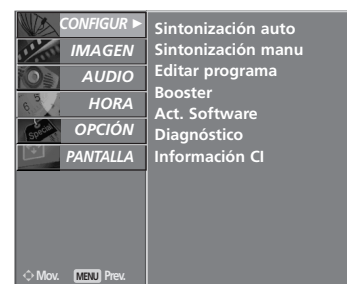 CONFIGUR ►
IMAGEN
AUDIO
HORA
Special
OPCIÓN
PANTALLA
Sintonización auto
Sintonización manu
Editar programa
Booster
Act. Software
Diagnóstico
Información CI
Mov. MENU Prev.